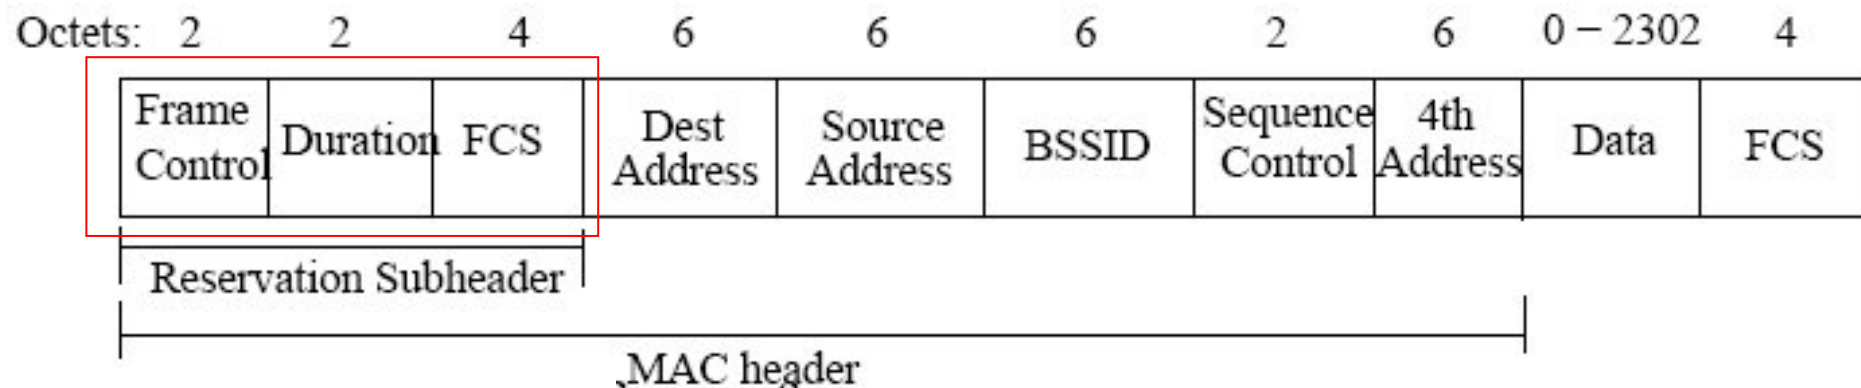 Octets: 2 2 4 6 6 6 2 6 0 – 2302 4
Frame Control
Duration
FCS
Dest Address
Source Address
BSSID
Sequence Control
4th Address
Data
FCS
Reservation Subheader
MAC header